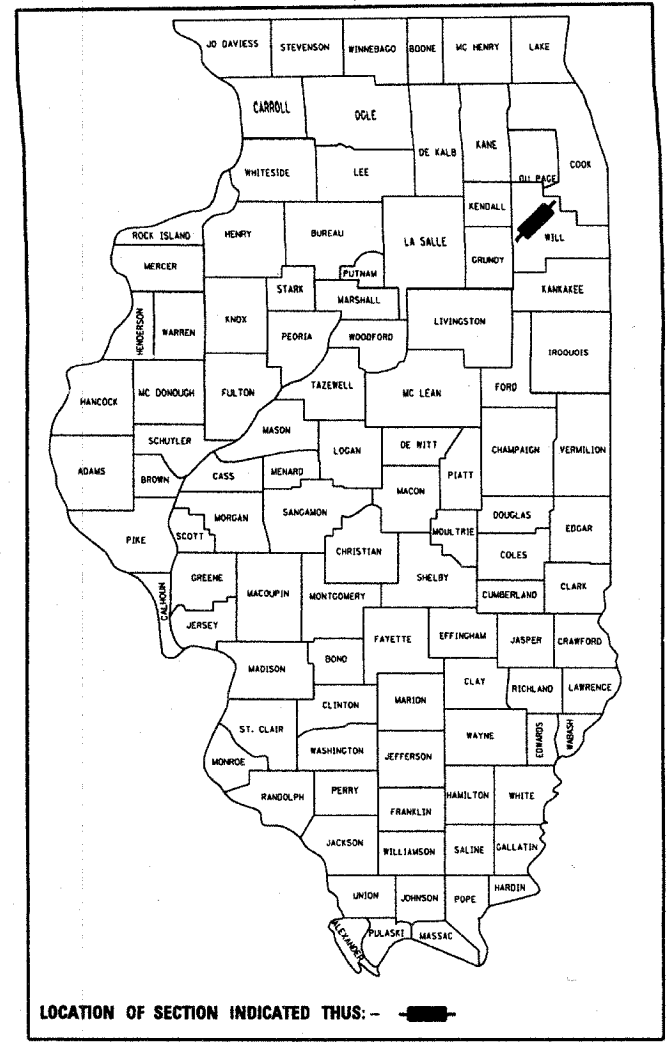 JO DAVIESS STEVENSON WINNEBAGO BOONE MC HENRY LAKE
CARROLL OGLE
DE KALB KANE COOK
WHITESIDE LEE DU PAGE
KENDALL
ROCK ISLAND HENRY BUREAU LA SALLE WILL
MERCER PUTNAM GRUNDY
STARK MARSHALL KANKAKEE
HENDERSON WARREN KNOX PEORIA WOODFORD LIVINGSTON IROQUOIS
HANCOCK MC DONOUGH FULTON TAZEWELL MC LEAN FORD
SCHUYLER MASON LOGAN DE WITT CHAMPAIGN VERMILION
ADAMS BROWN CASS MENARD PIATT
MACON
PIKE SCOTT MORGAN SANGAMON MOULTRIE DOUGLAS EDGAR
CHRISTIAN COLES
CALHOUN GREENE MACOUPIN MONTGOMERY SHELBY CUMBERLAND CLARK
JERSEY FAYETTE EFFINGHAM JASPER CRAWFORD
MADISON BOND
CLAY RICHLAND LAWRENCE
CLINTON MARION
ST. CLAIR WAYNE EDWARDS WABASH
MONROE WASHINGTON JEFFERSON
RANDOLPH PERRY HAMILTON WHITE
FRANKLIN
JACKSON WILLIAMSON SALINE GALLATIN
UNION JOHNSON POPE HARDIN
ALEXANDER PULASKI MASSAC
LOCATION OF SECTION INDICATED THUS: -